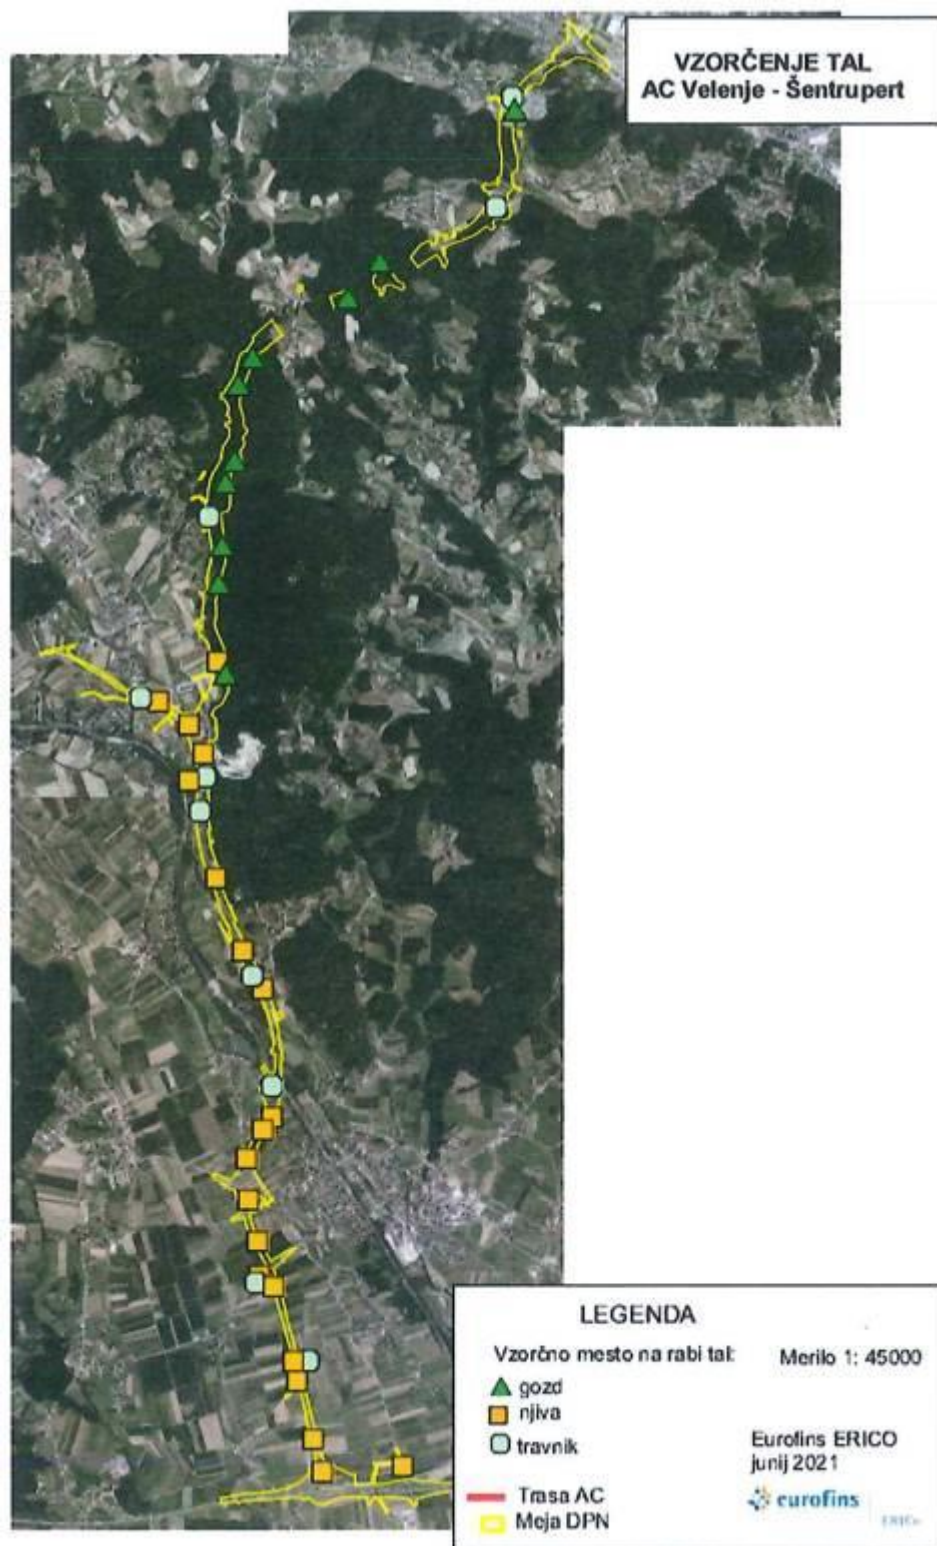 VZORČENJE TAL
AC Velenje - Šentrupert
LEGENDA
Vzorčno mesto na rabi tal:
Merilo 1: 45000
gozd
njiva
travnik
Eurofins ERICO
junij 2021
Trasa AC
Meja DPN
eurofins
ERICo